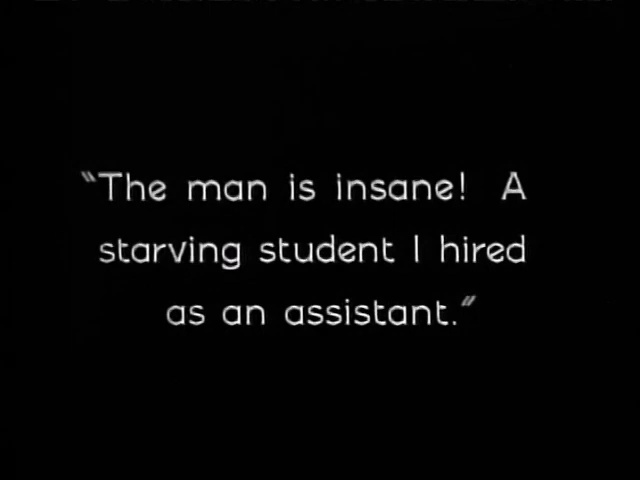 "The man is insane! A
starving student I hired
as an assistant."